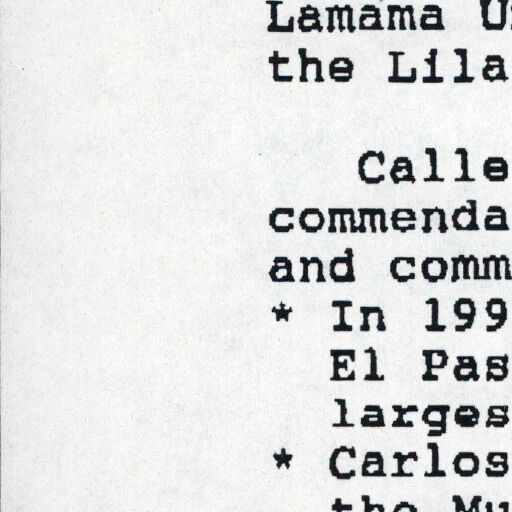 Lamama U
the Lila
Calle
commenda
and comm
* In 199
El Pas
larges
* Carlos
the Mu